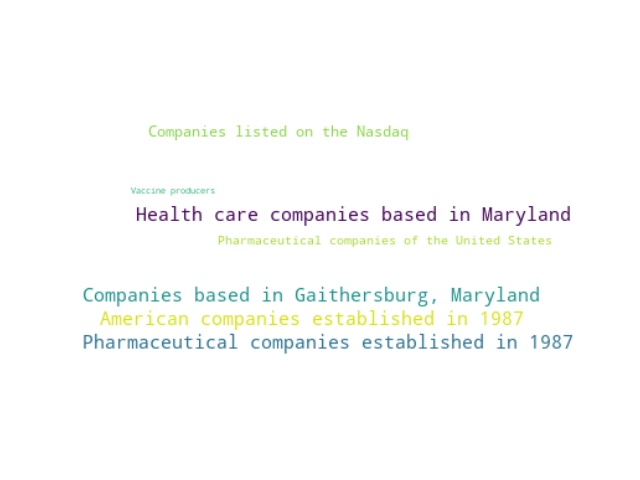 Companies listed on the Nasdaq
Vaccine producers
Health care companies based in Maryland
Pharmaceutical companies of the United States
Companies based in Gaithersburg, Maryland
American companies established in 1987
Pharmaceutical companies established in 1987